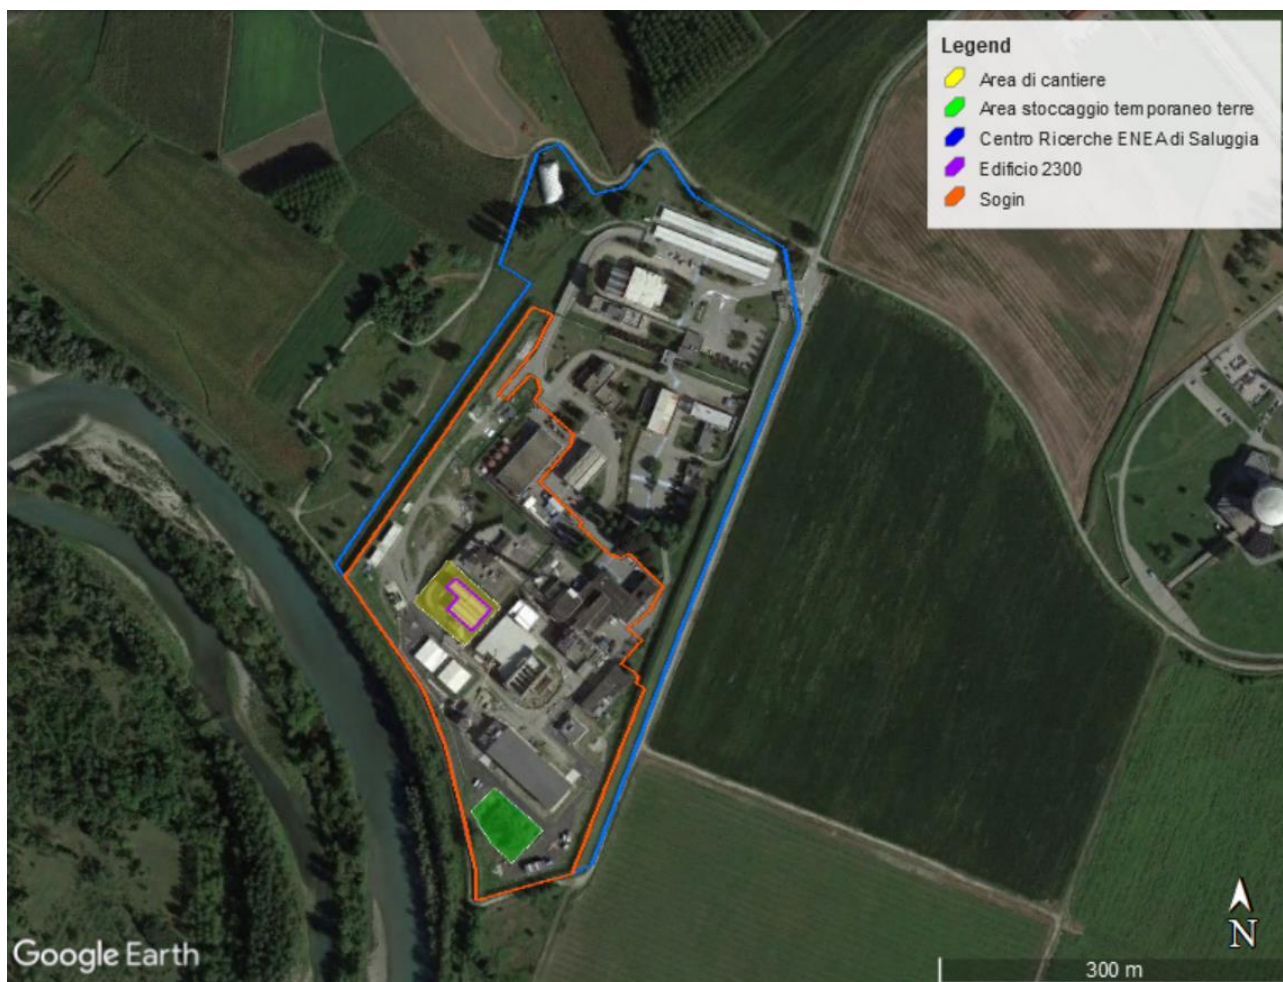 Legend
Area di cantiere
Area stoccaggio temporaneo terre
Centro Ricerche ENEA di Saluggia
Edificio 2300
Sogin
N
Google Earth
300 m